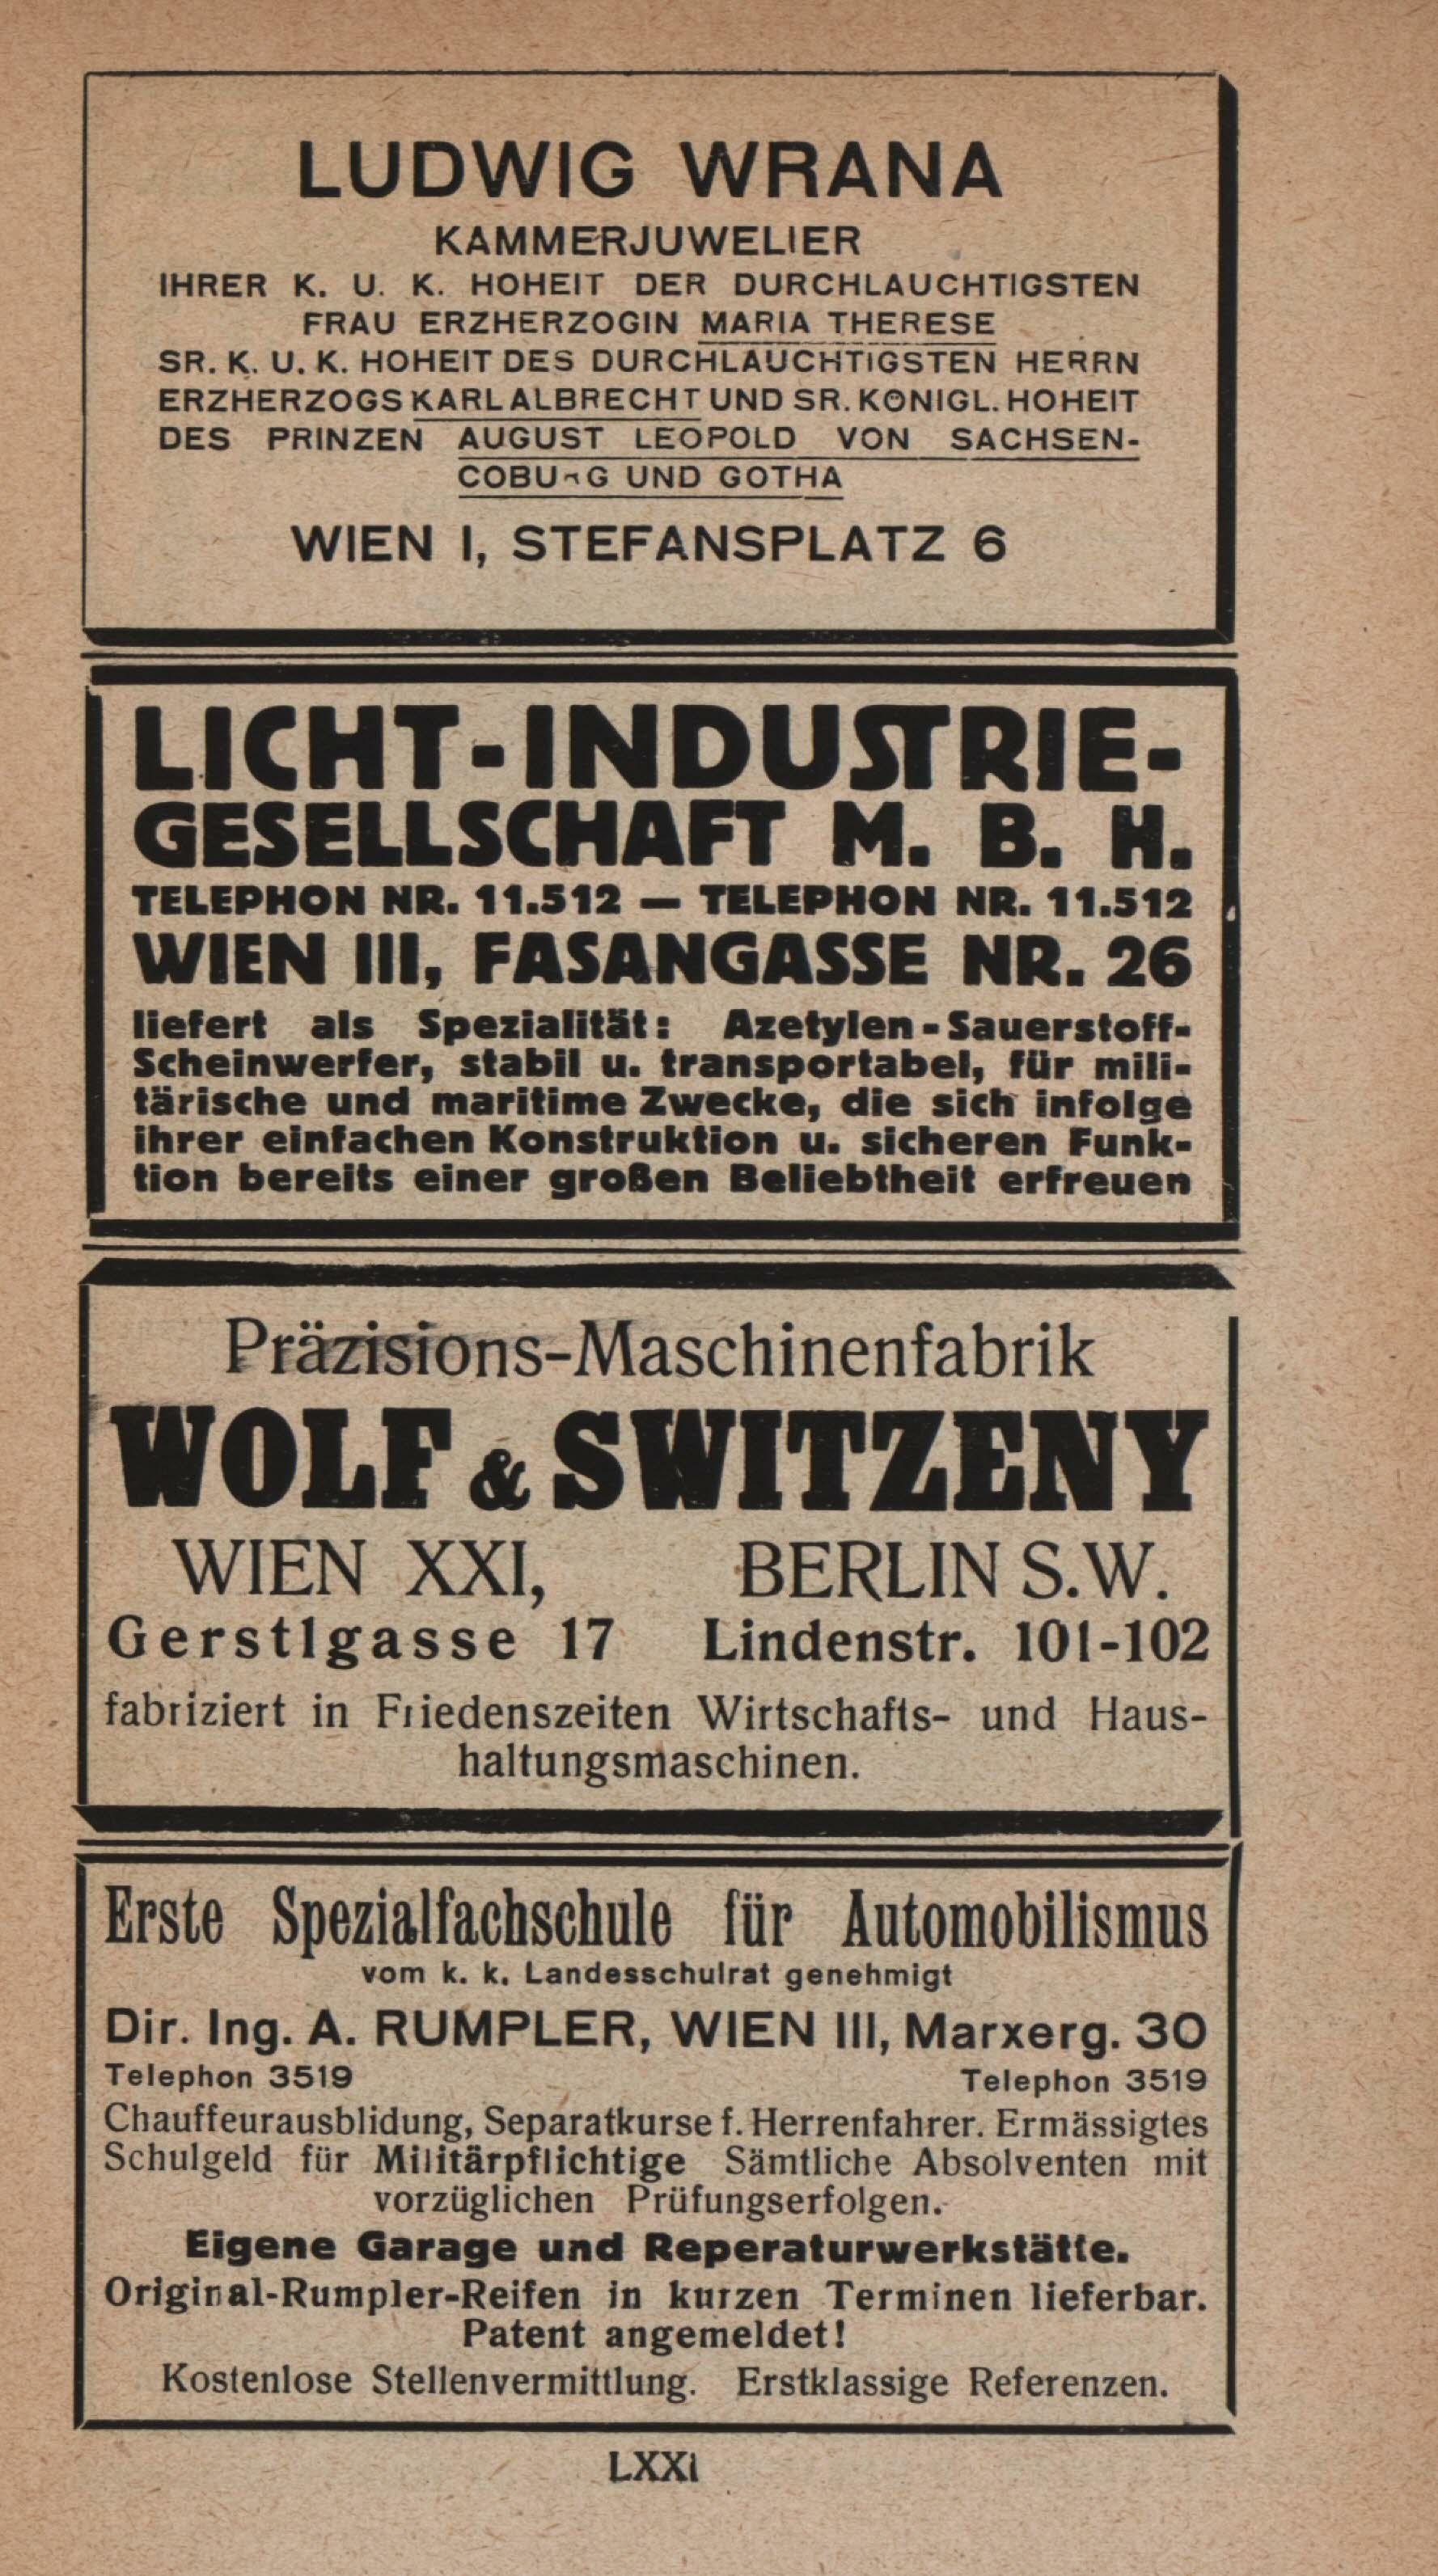 LUDWIG WRANA
KAMMERJUWELIER
IHRER K. U. K. HOHEIT DER DURCHLAUCHTIGSTEN
FRAU ERZHERZOGIN MARIA THERESE
SR. K. U. K. HOHEIT DES DURCHLAUCHTIGSTEN HERRN
ERZHERZOGS KARL ALBRECHT UND SR. KÖNIGL. HOHEIT
DES PRINZEN AUGUST LEOPOLD VON SACHSEN-
COBURG UND GOTHA
WIEN I, STEFANSPLATZ 6
LICHT-INDUSTRIE-
GESELLSCHAFT M. B. H.
TELEPHON NR. 11.512 — TELEPHON NR. 11.512
WIEN III, FASANGASSE NR. 26
liefert als Spezialität: Azetylen-Sauerstoff-
Scheinwerfer, stabil u. transportabel, für mili-
tärische und maritime Zwecke, die sich infolge
ihrer einfachen Konstruktion u. sicheren Funk-
tion bereits einer großen Beliebtheit erfreuen
Präzisions-Maschinenfabrik
WOLF & SWITZENY
WIEN XXI, BERLIN S.W.
Gerstlgasse 17 Lindenstr. 101-102
fabriziert in Friedenszeiten Wirtschafts- und Haus-
haltungsmaschinen.
Erste Spezialfachschule für Automobilismus
vom k. k. Landesschulrat genehmigt
Dir. Ing. A. RUMPLER, WIEN III, Marxerg. 30
Telephon 3519 Telephon 3519
Chauffeurausblidung, Separatkurse f. Herrenfahrer. Ermässigtes
Schulgeld für Militärpflichtige Sämtliche Absolventen mit
vorzüglichen Prüfungserfolgen.
Eigene Garage und Reperaturwerkstätte.
Original-Rumpler-Reifen in kurzen Terminen lieferbar.
Patent angemeldet!
Kostenlose Stellenvermittlung. Erstklassige Referenzen.
LXXI